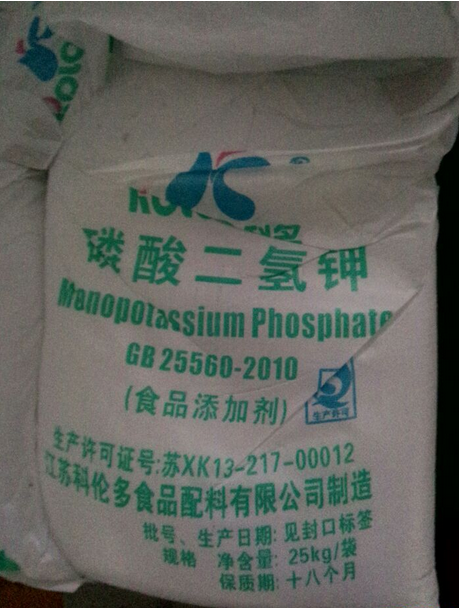 磷酸二氢钾
Monopotassium Phosphate
GB 25560-2010
(食品添加剂)
生产许可
生产许可证号:苏XK13-217-00012
江苏科伦多食品配料有限公司制造
批号、生产日期: 见封口标签
规格 净含量: 25kg/袋
保质期: 十八个月